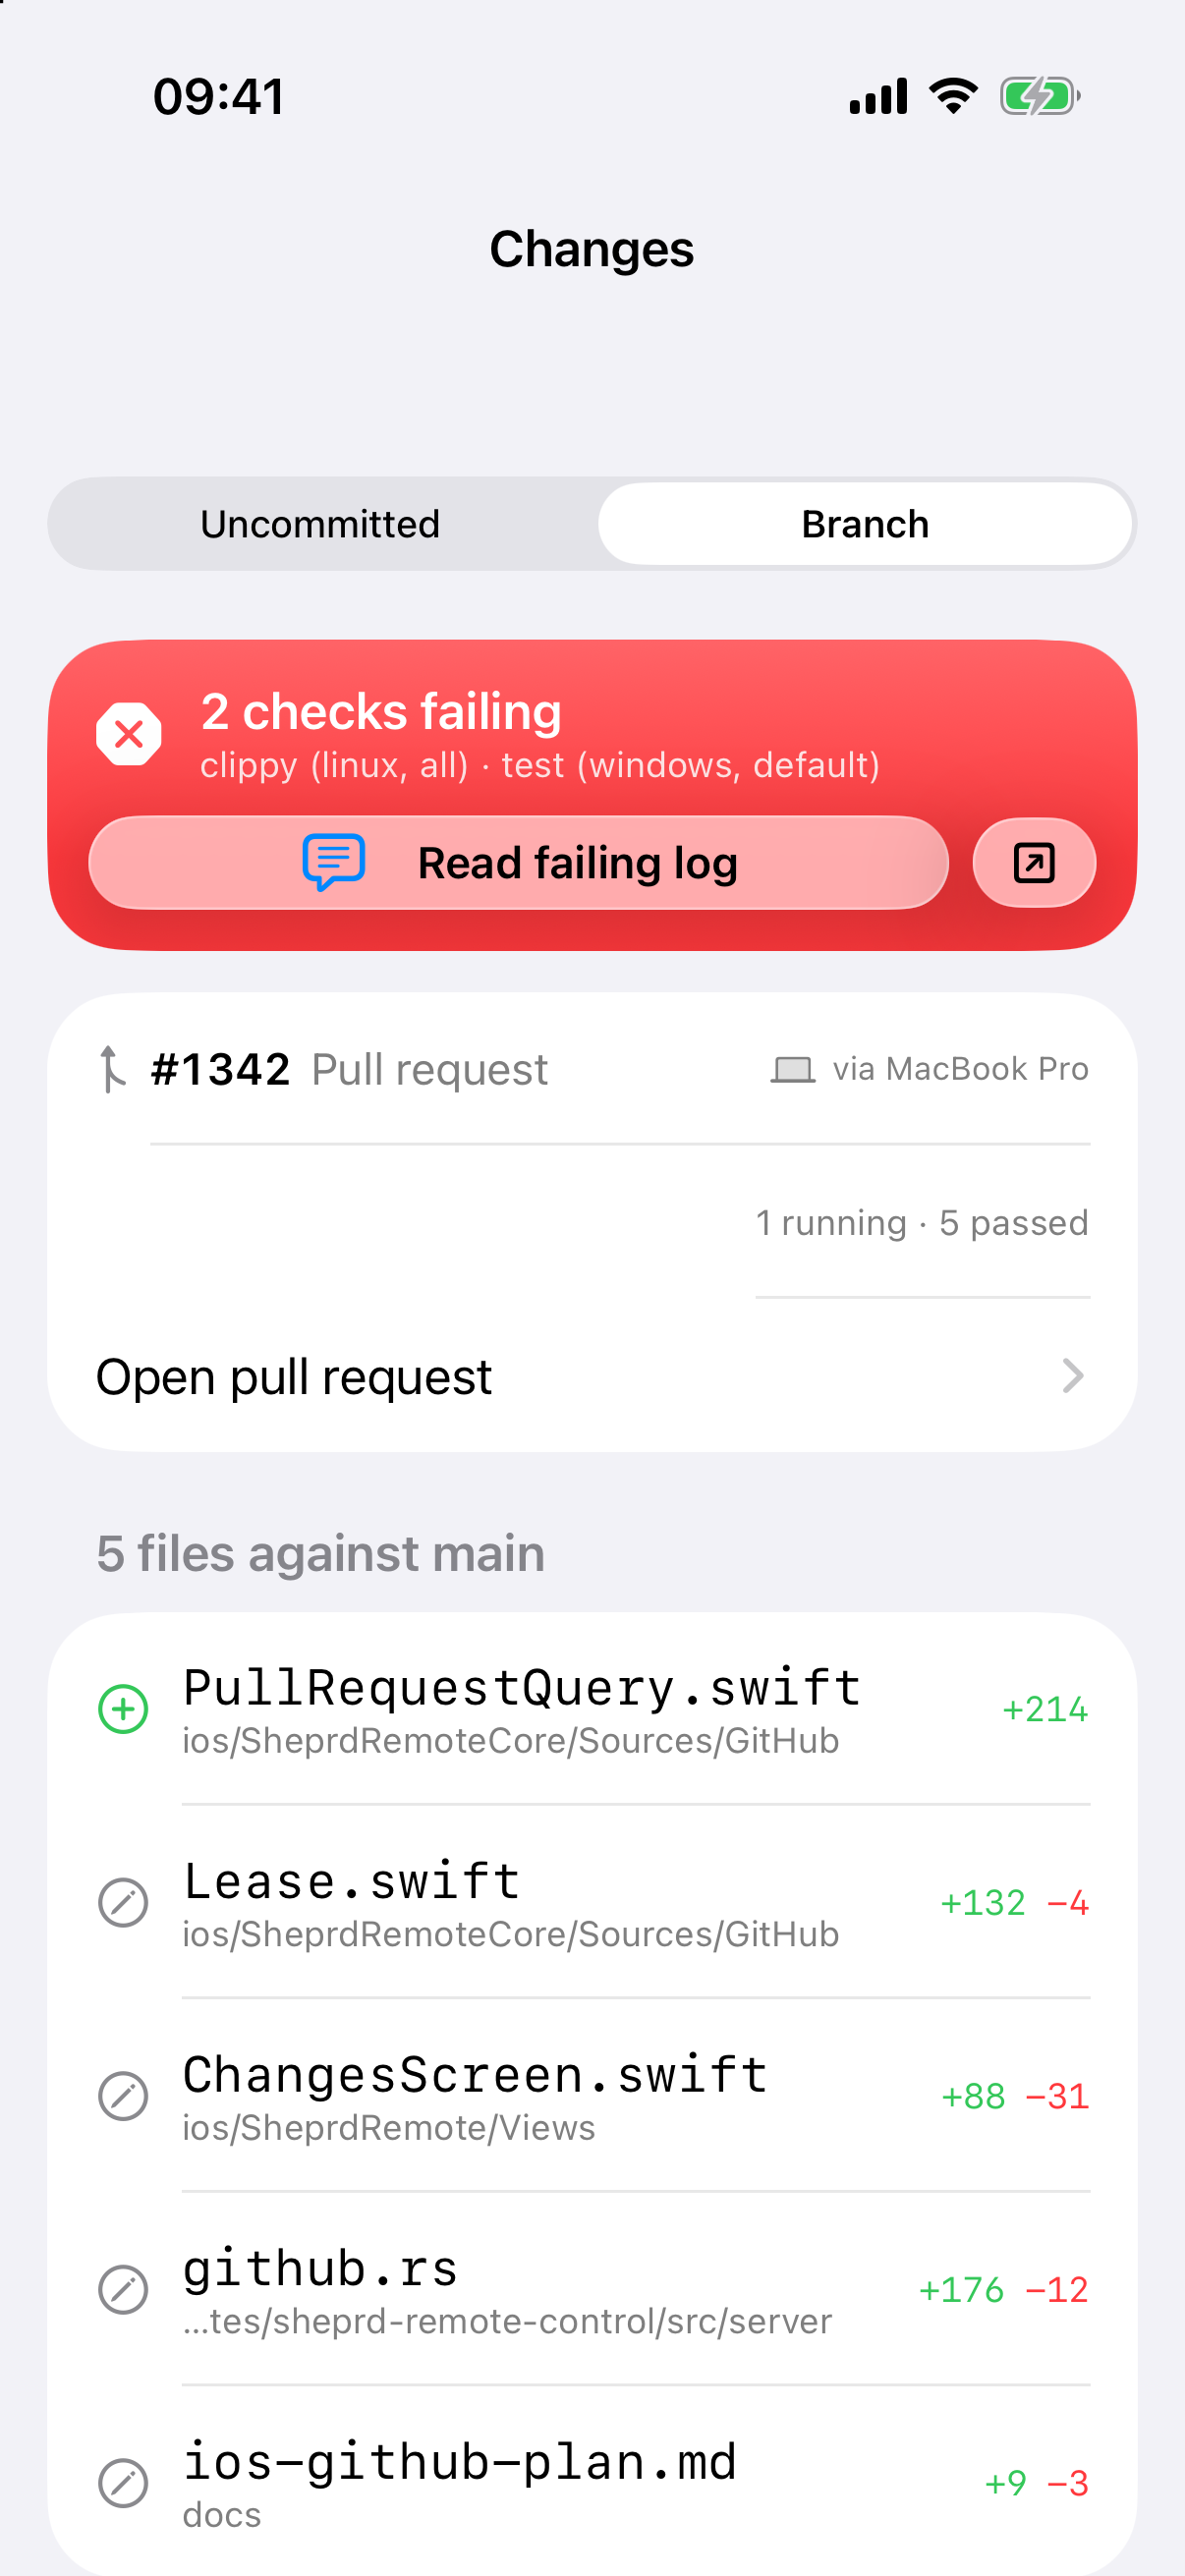 09:41
Changes
Uncommitted
Branch
2 checks failing
clippy (linux, all) · test (windows, default)
Read failing log
#1342 Pull request
via MacBook Pro
1 running · 5 passed
Open pull request
5 files against main
PullRequestQuery.swift
ios/SheprdRemoteCore/Sources/GitHub
+214
Lease.swift
ios/SheprdRemoteCore/Sources/GitHub
+132 −4
ChangesScreen.swift
ios/SheprdRemote/Views
+88 −31
github.rs
...tes/sheprd-remote-control/src/server
+176 −12
ios-github-plan.md
docs
+9 −3